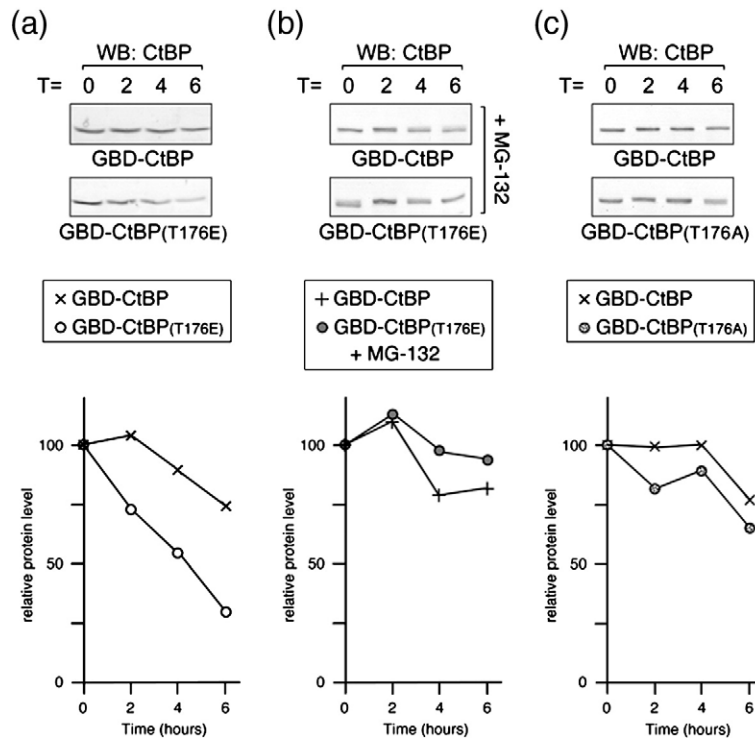 (a)
WB: CtBP
T= 0 2 4 6
GBD-CtBP
GBD-CtBP(T176E)
× GBD-CtBP
GBD-CtBP(T176E)
100
50
0
relative protein level
0 2 4 6
Time (hours)
(b)
WB: CtBP
0 2 4 6
GBD-CtBP
GBD-CtBP(T176E)
+ MG-132
+ GBD-CtBP
GBD-CtBP(T176E)
+ MG-132
100
50
0
relative protein level
0 2 4 6
Time (hours)
(c)
WB: CtBP
T= 0 2 4 6
GBD-CtBP
GBD-CtBP(T176A)
× GBD-CtBP
GBD-CtBP(T176A)
100
50
0
relative protein level
0 2 4 6
Time (hours)